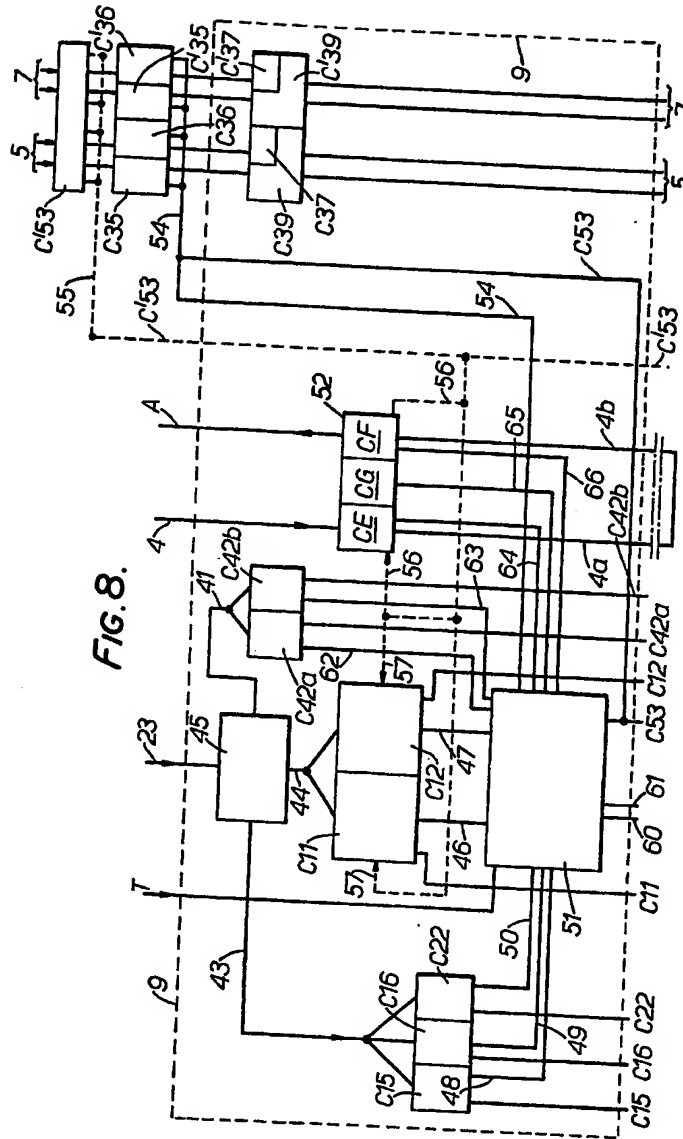 FIG. 8.
9
T
23
4
A
55
C'53
5
7
C'53
C35
C36
C'35
C'36
54
C39
C37
C'37
C'39
9
5
7
43
45
41
C42a
C42b
44
C11
C12
57
57
56
56
52
CE
CG
CF
62
63
64
65
66
54
C53
C'53
46
47
C15
C16
C22
48
49
50
51
4a
4b
C15
C16
C22
C11
60
61
C53
C12
C42a
C42b